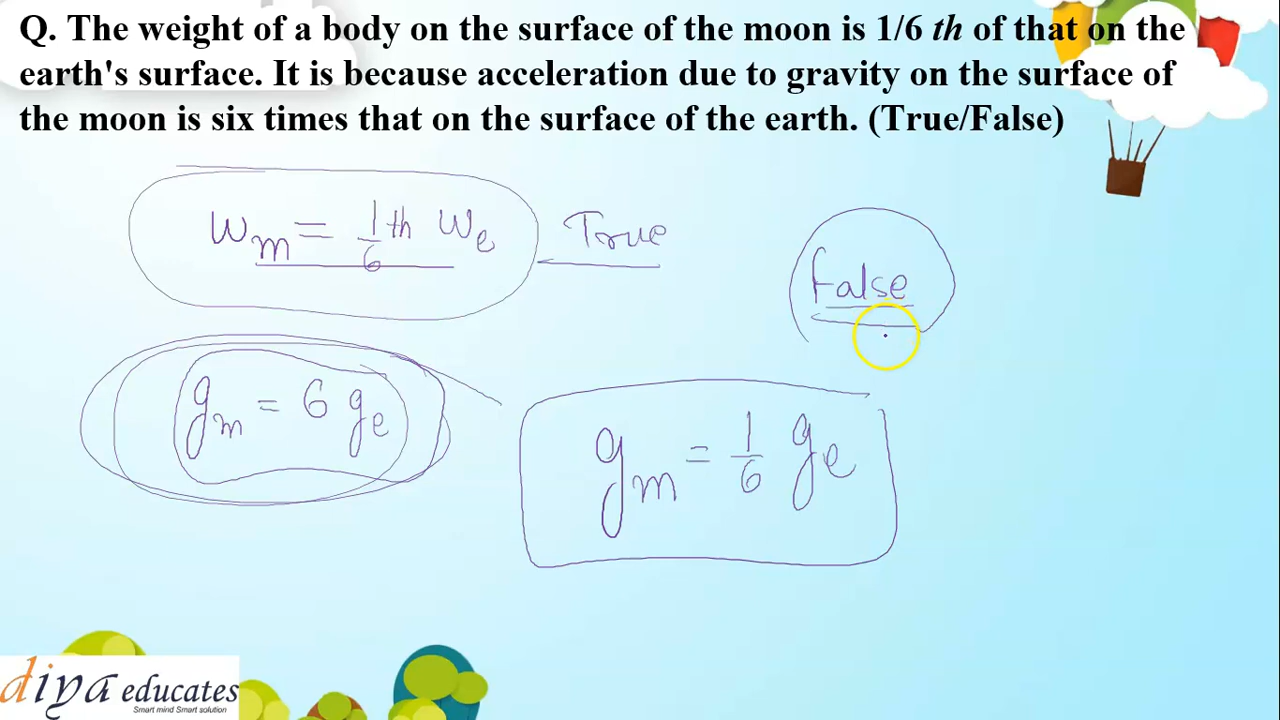 Q. The weight of a body on the surface of the moon is 1/6 th of that on the
earth's surface. It is because acceleration due to gravity on the surface of
the moon is six times that on the surface of the earth. (True/False)
Wm = 1/6 th We True
False
gm = 6 ge
gm = 1/6 ge
diya educates
Smart mind Smart solution